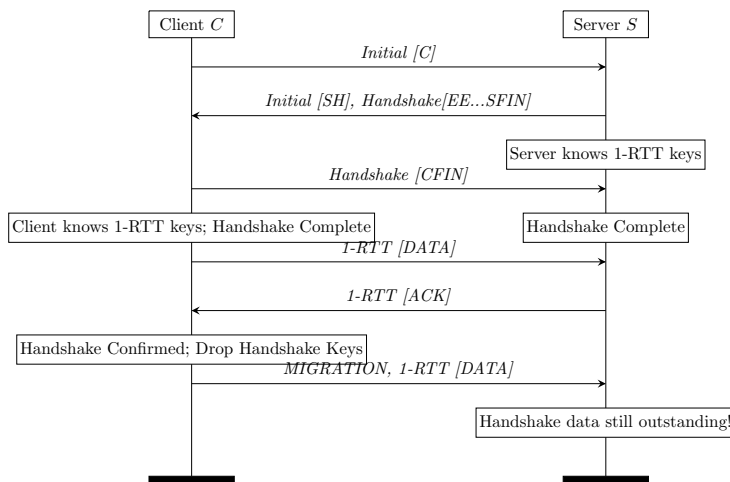 Client C
Server S
Initial [C]
Initial [SH], Handshake[EE...SFIN]
Server knows 1-RTT keys
Handshake [CFIN]
Client knows 1-RTT keys; Handshake Complete
Handshake Complete
1-RTT [DATA]
1-RTT [ACK]
Handshake Confirmed; Drop Handshake Keys
MIGRATION, 1-RTT [DATA]
Handshake data still outstanding!